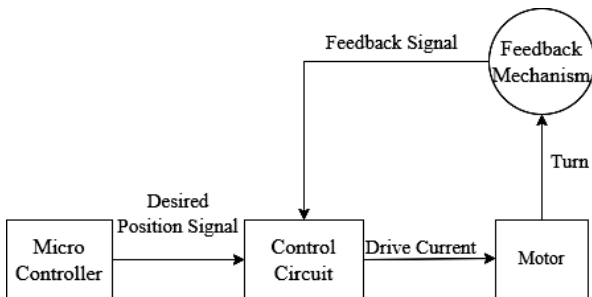 Feedback Signal
Feedback
Mechanism
Turn
Desired
Position Signal
Micro
Controller
Control
Circuit
Drive Current
Motor